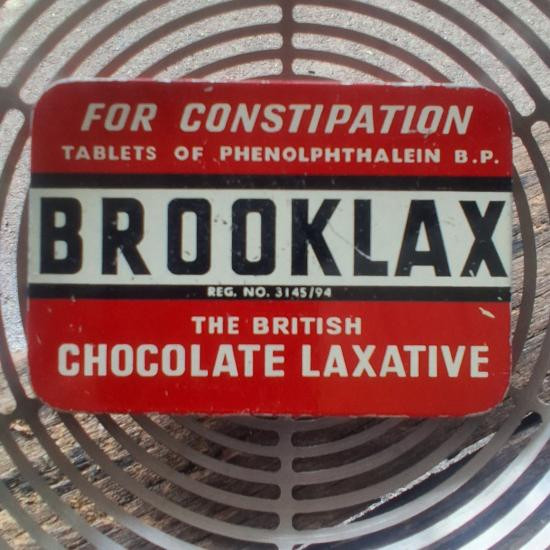 FOR CONSTIPATION
TABLETS OF PHENOLPHTHALEIN B.P.
BROOKLAX
REG. NO. 3145/94
THE BRITISH
CHOCOLATE LAXATIVE